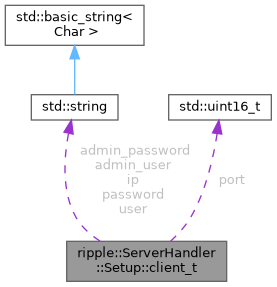 std::basic_string<
Char >
std::string
std::uint16_t
admin_password
admin_user
ip
password
user
port
ripple::ServerHandler
::Setup::client_t